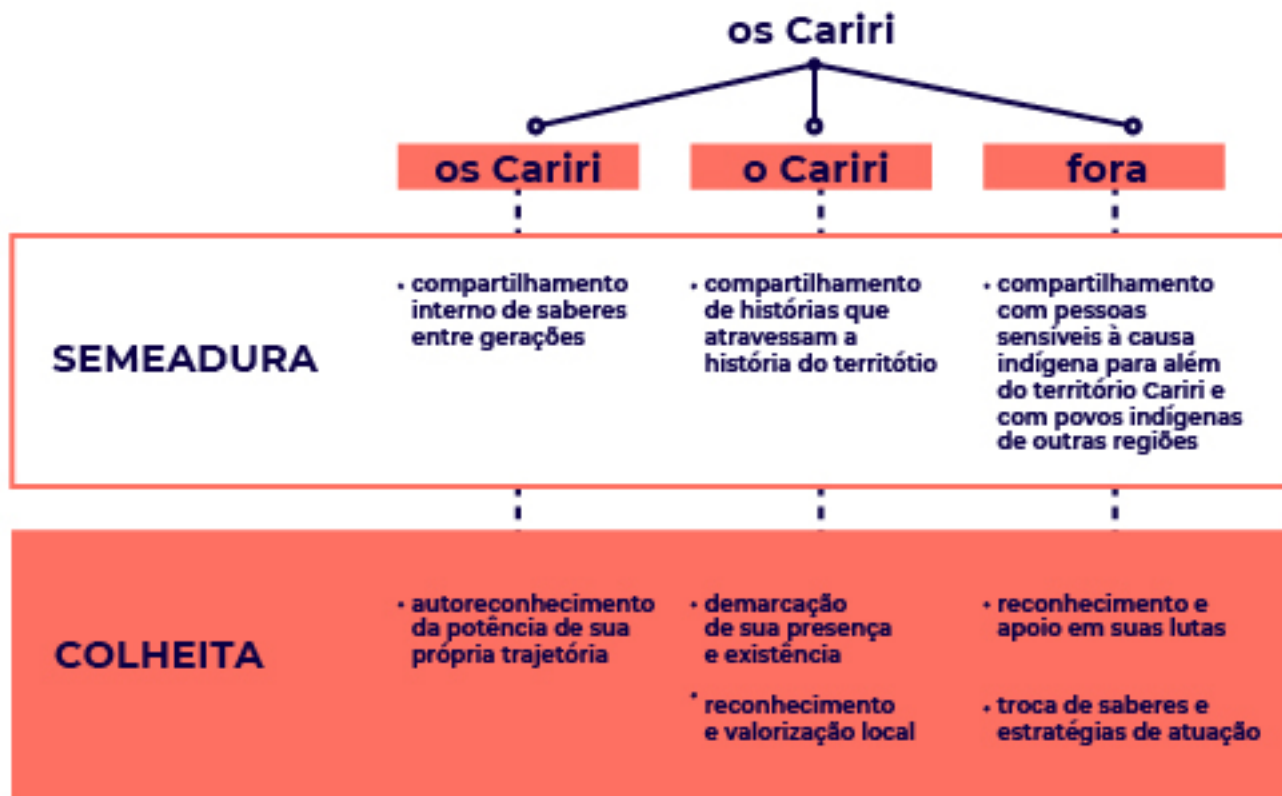 os Cariri
os Cariri
o Cariri
fora
SEMEADURA
• compartilhamento
interno de saberes
entre gerações
• compartilhamento
de histórias que
atravessam a
história do territótio
• compartilhamento
com pessoas
sensíveis à causa
indígena para além
do território Cariri e
com povos indígenas
de outras regiões
COLHEITA
• autoreconhecimento
da potência de sua
própria trajetória
• demarcação
de sua presença
e existência
• reconhecimento
e valorização local
• reconhecimento e
apoio em suas lutas
• troca de saberes e
estratégias de atuação